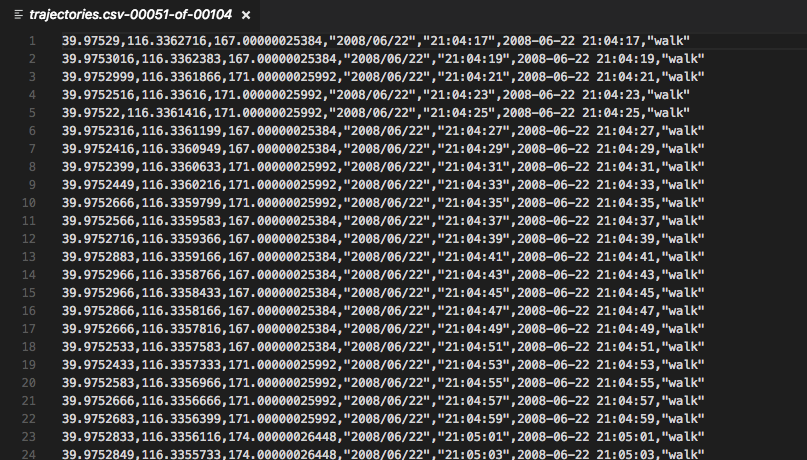 trajectories.csv-00051-of-00104 ×
1 39.97529,116.3362716,167.00000025384,"2008/06/22","21:04:17",2008-06-22 21:04:17,"walk"
2 39.9753016,116.3362383,167.00000025384,"2008/06/22","21:04:19",2008-06-22 21:04:19,"walk"
3 39.9752999,116.3361866,171.00000025992,"2008/06/22","21:04:21",2008-06-22 21:04:21,"walk"
4 39.9752516,116.33616,171.00000025992,"2008/06/22","21:04:23",2008-06-22 21:04:23,"walk"
5 39.97522,116.3361416,171.00000025992,"2008/06/22","21:04:25",2008-06-22 21:04:25,"walk"
6 39.9752316,116.3361199,167.00000025384,"2008/06/22","21:04:27",2008-06-22 21:04:27,"walk"
7 39.9752416,116.3360949,167.00000025384,"2008/06/22","21:04:29",2008-06-22 21:04:29,"walk"
8 39.9752399,116.3360633,171.00000025992,"2008/06/22","21:04:31",2008-06-22 21:04:31,"walk"
9 39.9752449,116.3360216,171.00000025992,"2008/06/22","21:04:33",2008-06-22 21:04:33,"walk"
10 39.9752666,116.3359799,171.00000025992,"2008/06/22","21:04:35",2008-06-22 21:04:35,"walk"
11 39.9752566,116.3359583,167.00000025384,"2008/06/22","21:04:37",2008-06-22 21:04:37,"walk"
12 39.9752716,116.3359366,167.00000025384,"2008/06/22","21:04:39",2008-06-22 21:04:39,"walk"
13 39.9752883,116.3359166,167.00000025384,"2008/06/22","21:04:41",2008-06-22 21:04:41,"walk"
14 39.9752966,116.3358766,167.00000025384,"2008/06/22","21:04:43",2008-06-22 21:04:43,"walk"
15 39.9752966,116.3358433,167.00000025384,"2008/06/22","21:04:45",2008-06-22 21:04:45,"walk"
16 39.9752866,116.3358166,167.00000025384,"2008/06/22","21:04:47",2008-06-22 21:04:47,"walk"
17 39.9752666,116.3357816,167.00000025384,"2008/06/22","21:04:49",2008-06-22 21:04:49,"walk"
18 39.9752533,116.3357583,167.00000025384,"2008/06/22","21:04:51",2008-06-22 21:04:51,"walk"
19 39.9752433,116.3357333,171.00000025992,"2008/06/22","21:04:53",2008-06-22 21:04:53,"walk"
20 39.9752583,116.3356966,171.00000025992,"2008/06/22","21:04:55",2008-06-22 21:04:55,"walk"
21 39.9752666,116.3356666,171.00000025992,"2008/06/22","21:04:57",2008-06-22 21:04:57,"walk"
22 39.9752683,116.3356399,171.00000025992,"2008/06/22","21:04:59",2008-06-22 21:04:59,"walk"
23 39.9752833,116.3356116,174.00000026448,"2008/06/22","21:05:01",2008-06-22 21:05:01,"walk"
24 39.9752849,116.3355733,174.00000026448,"2008/06/22","21:05:03",2008-06-22 21:05:03,"walk"